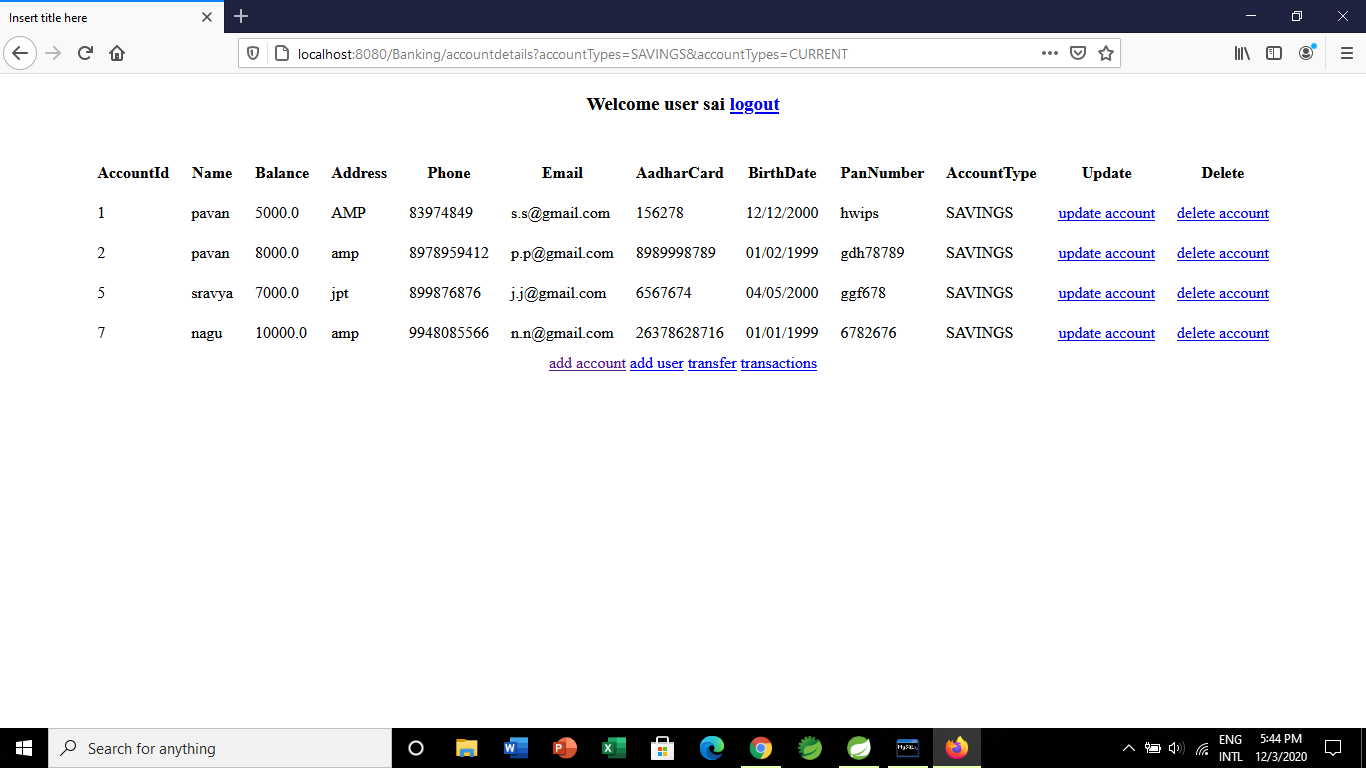 Insert title here
localhost:8080/Banking/accountdetails?accountTypes=SAVINGS&accountTypes=CURRENT
Welcome user sai logout
AccountId Name Balance Address Phone Email AadharCard BirthDate PanNumber AccountType Update Delete
1 pavan 5000.0 AMP 83974849 s.s@gmail.com 156278 12/12/2000 hwips SAVINGS update account delete account
2 pavan 8000.0 amp 8978959412 p.p@gmail.com 8989998789 01/02/1999 gdh78789 SAVINGS update account delete account
5 sravya 7000.0 jpt 899876876 j.j@gmail.com 6567674 04/05/2000 ggf678 SAVINGS update account delete account
7 nagu 10000.0 amp 9948085566 n.n@gmail.com 26378628716 01/01/1999 6782676 SAVINGS update account delete account
add account add user transfer transactions
Search for anything
ENG 5:44 PM
INTL 12/3/2020